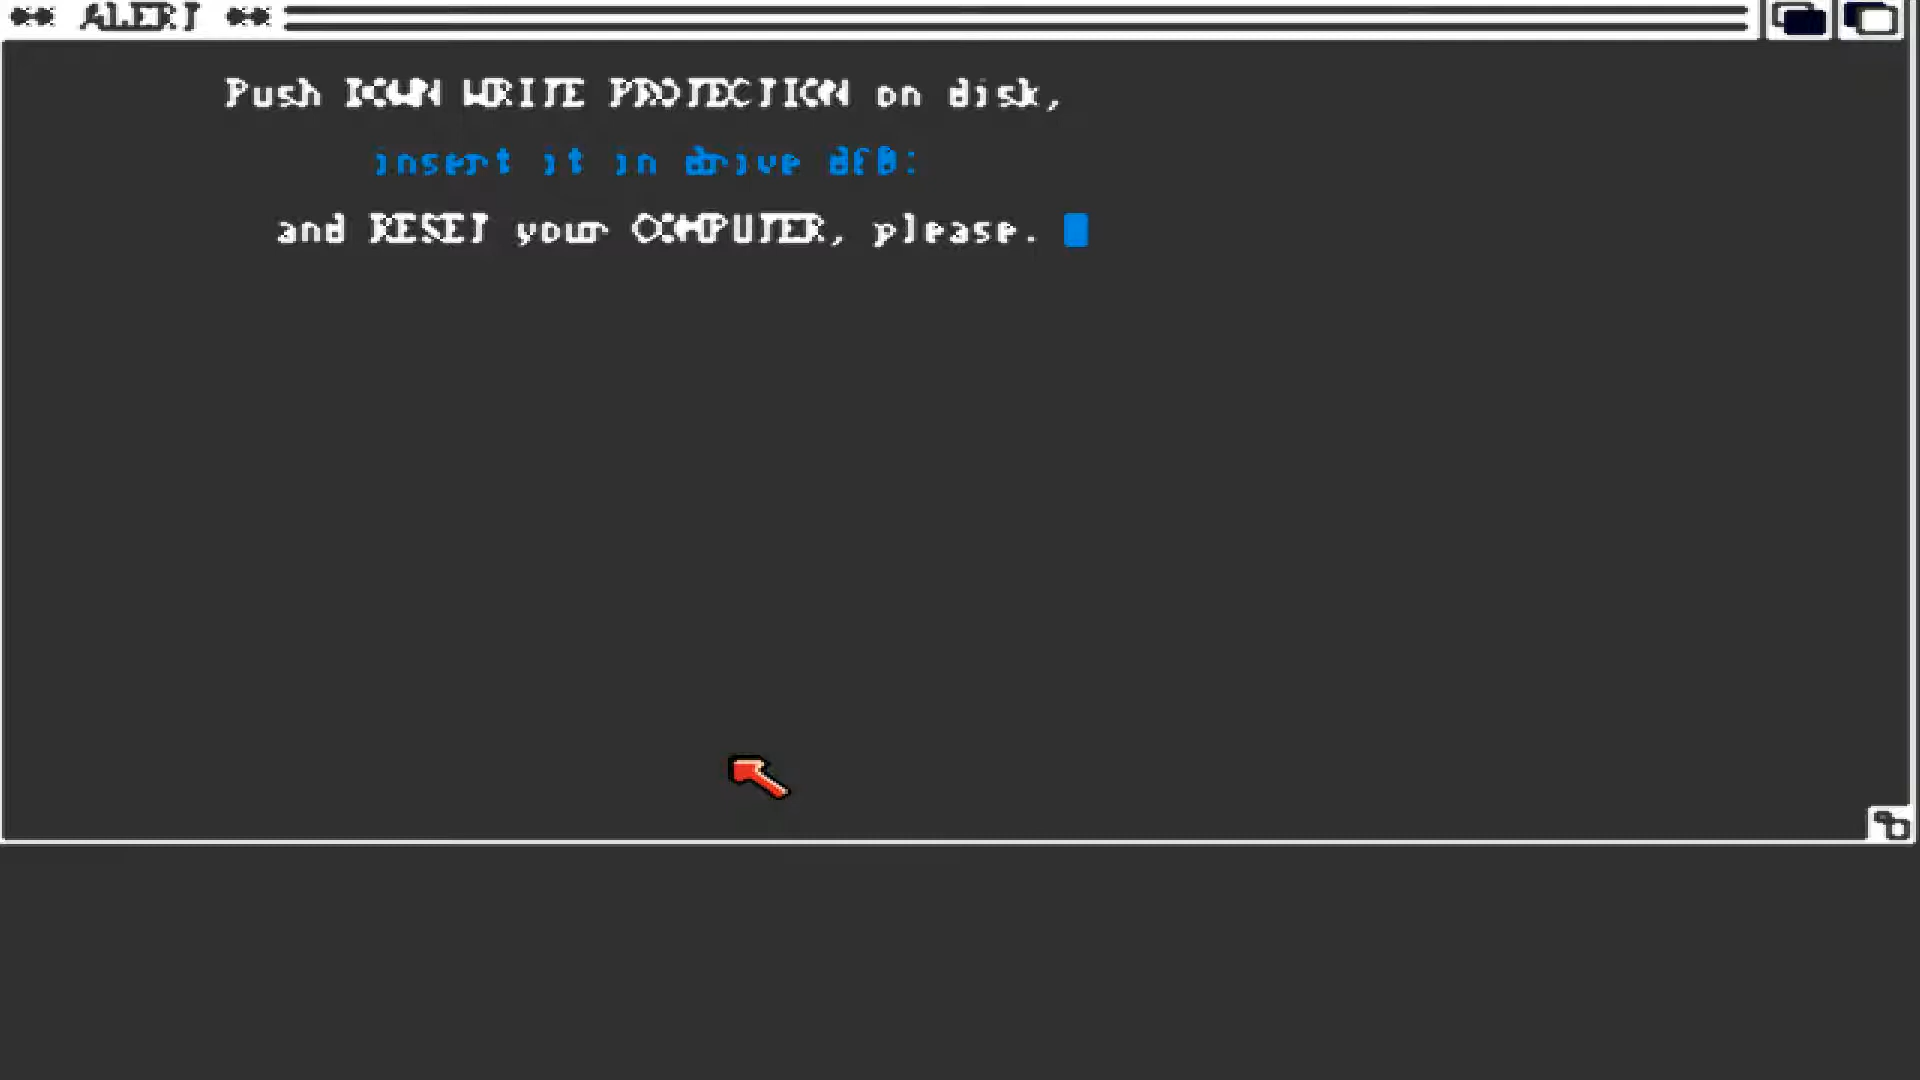 ** ALERT **
Push DOWN WRITE PROTECTION on disk,
insert it in drive df0:
and RESET your COMPUTER, please.